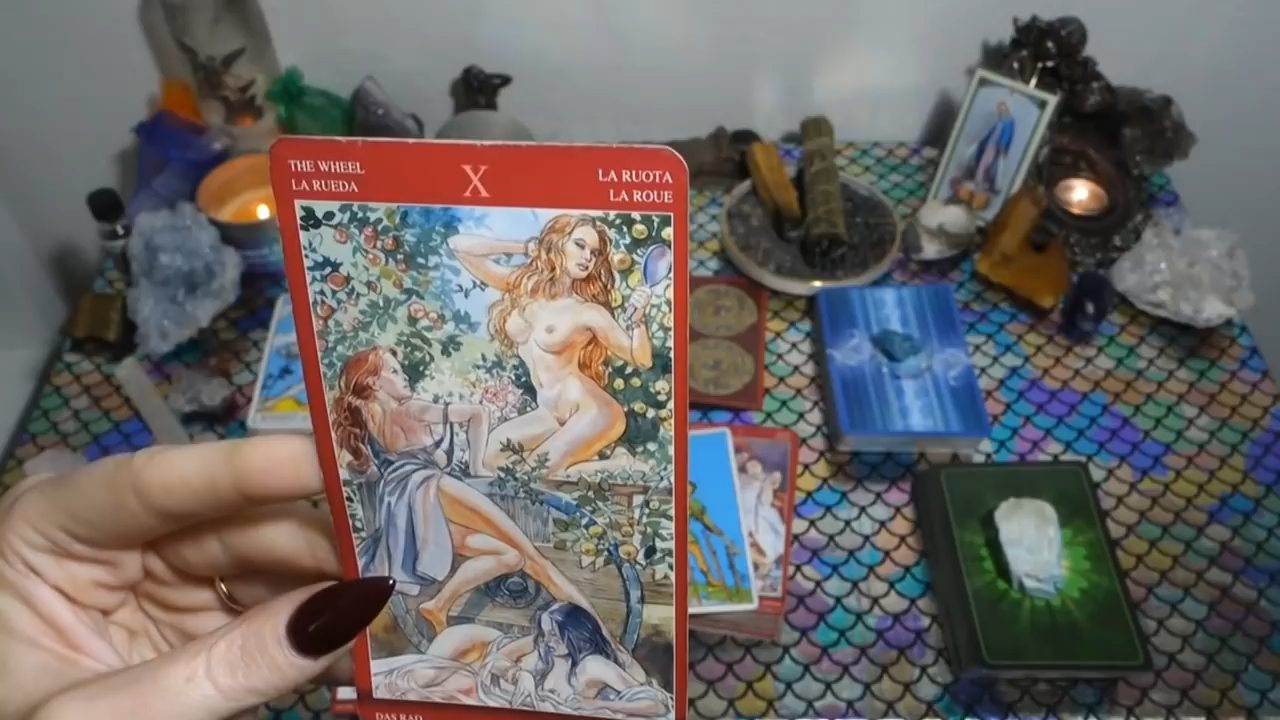 THE WHEEL
LA RUEDA
X
LA RUOTA
LA ROUE
DAS RAD